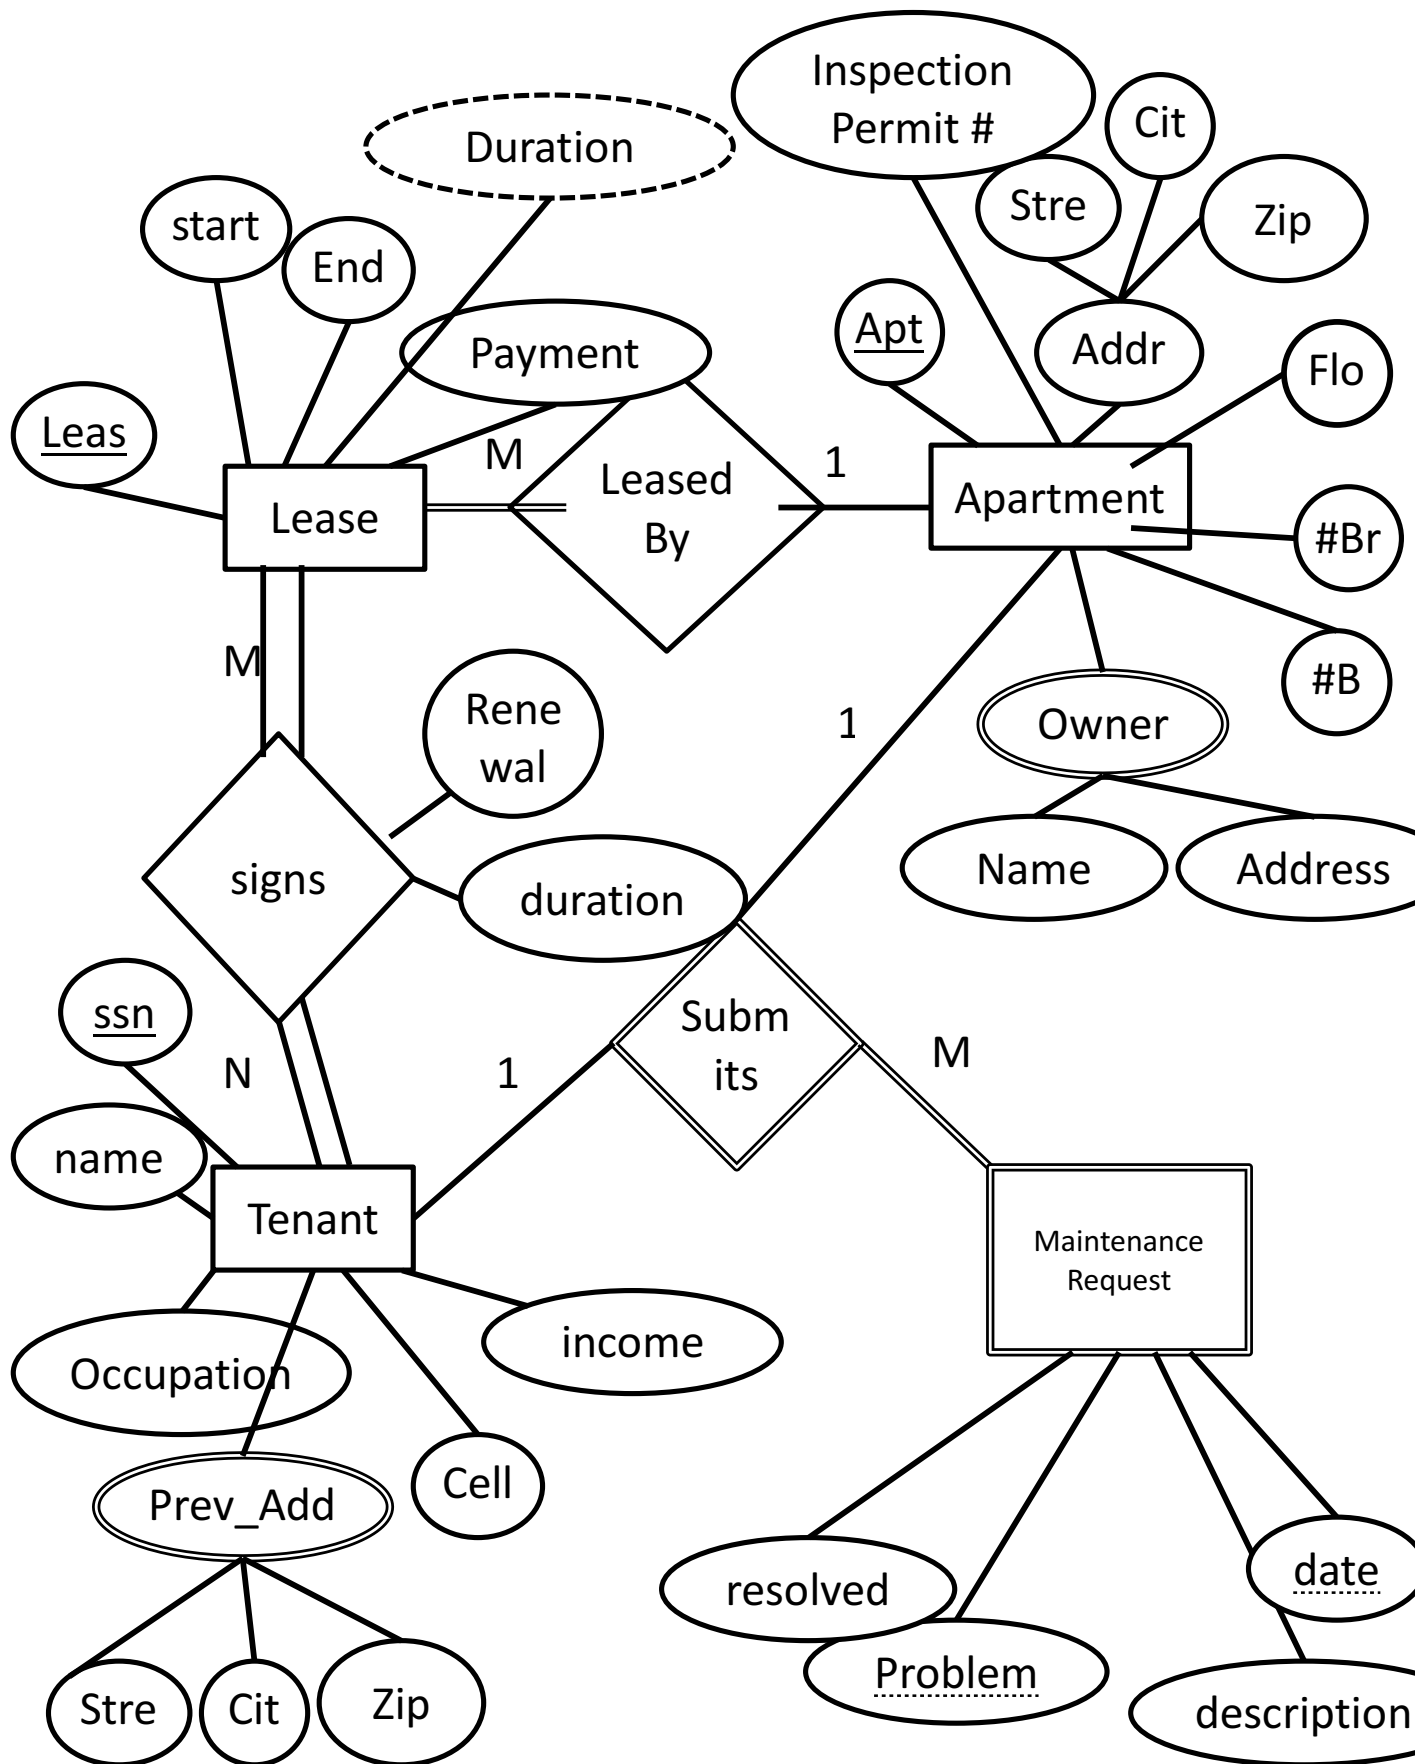 Inspection
Permit #
Cit
Duration
Stre
Zip
start
End
Apt
Addr
Payment
Flo
Leas
M
1
Leased
By
Lease
Apartment
#Br
M
#B
Rene
wal
1
Owner
signs
duration
Name
Address
ssn
Subm
its
N
1
M
name
Tenant
Maintenance
Request
income
Occupation
Cell
Prev_Add
resolved
date
Problem
Stre
Cit
Zip
description